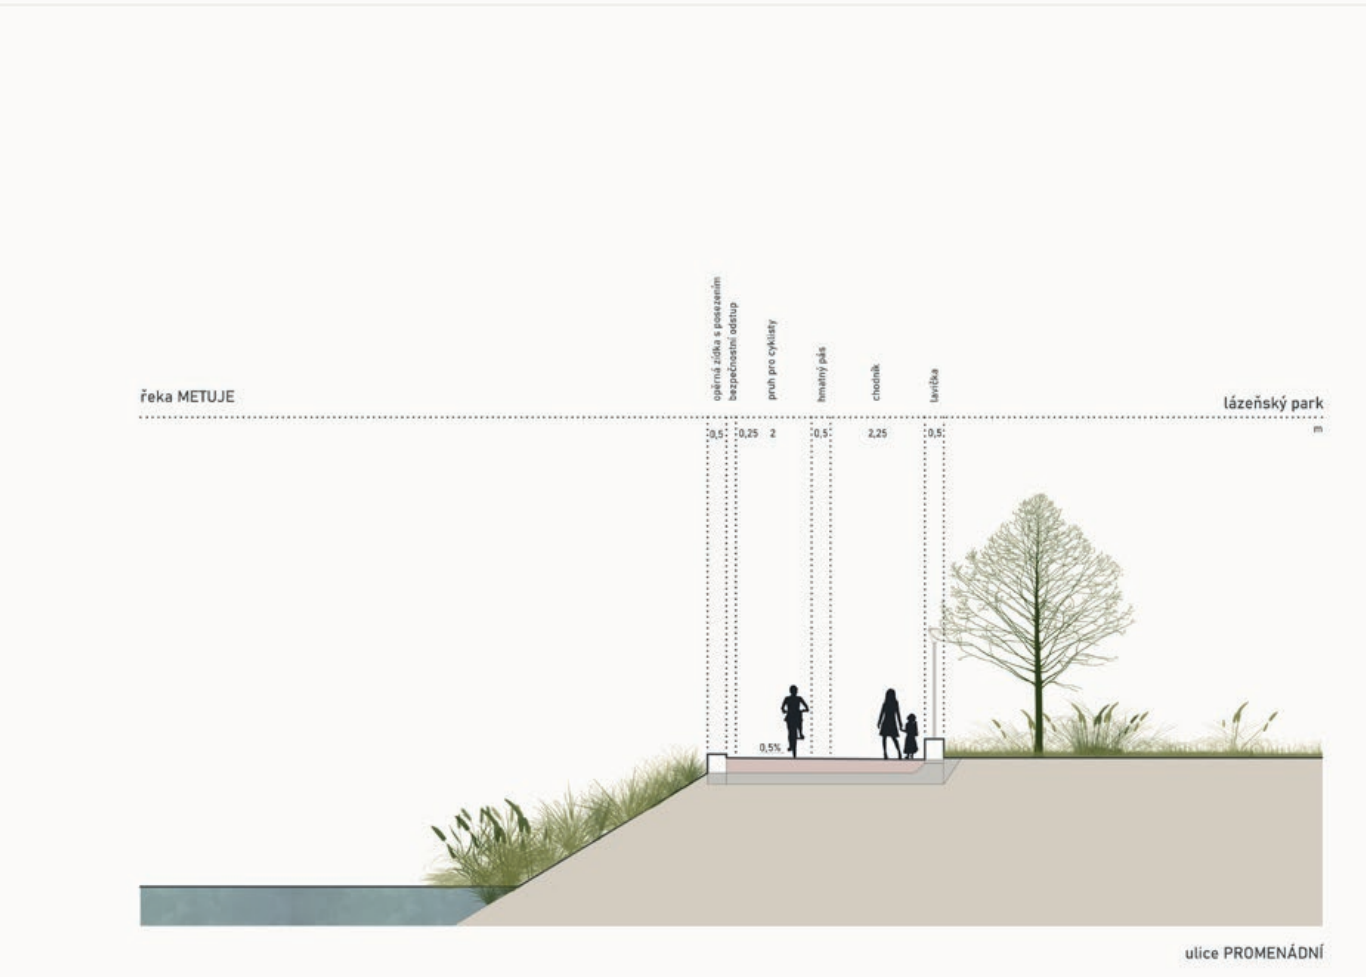 opěrná zídka s posezením
bezpečnostní odstup
pruh pro cyklisty
hmatný pás
chodník
lavička
řeka METUJE
lázeňský park
0,5 0,25 2 0,5 2,25 0,5
m
0,5%
ulice PROMENÁDNÍ